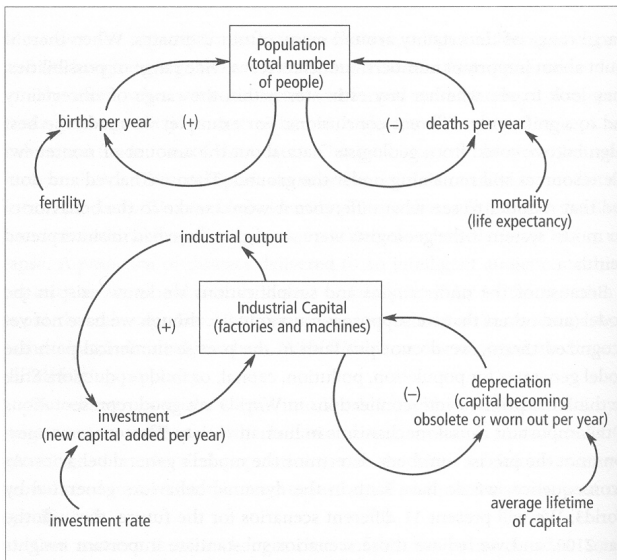 Population
(total number
of people)
births per year
(+)
(–)
deaths per year
fertility
mortality
(life expectancy)
industrial output
Industrial Capital
(factories and machines)
(+)
(–)
depreciation
(capital becoming
obsolete or worn out per year)
investment
(new capital added per year)
investment rate
average lifetime
of capital